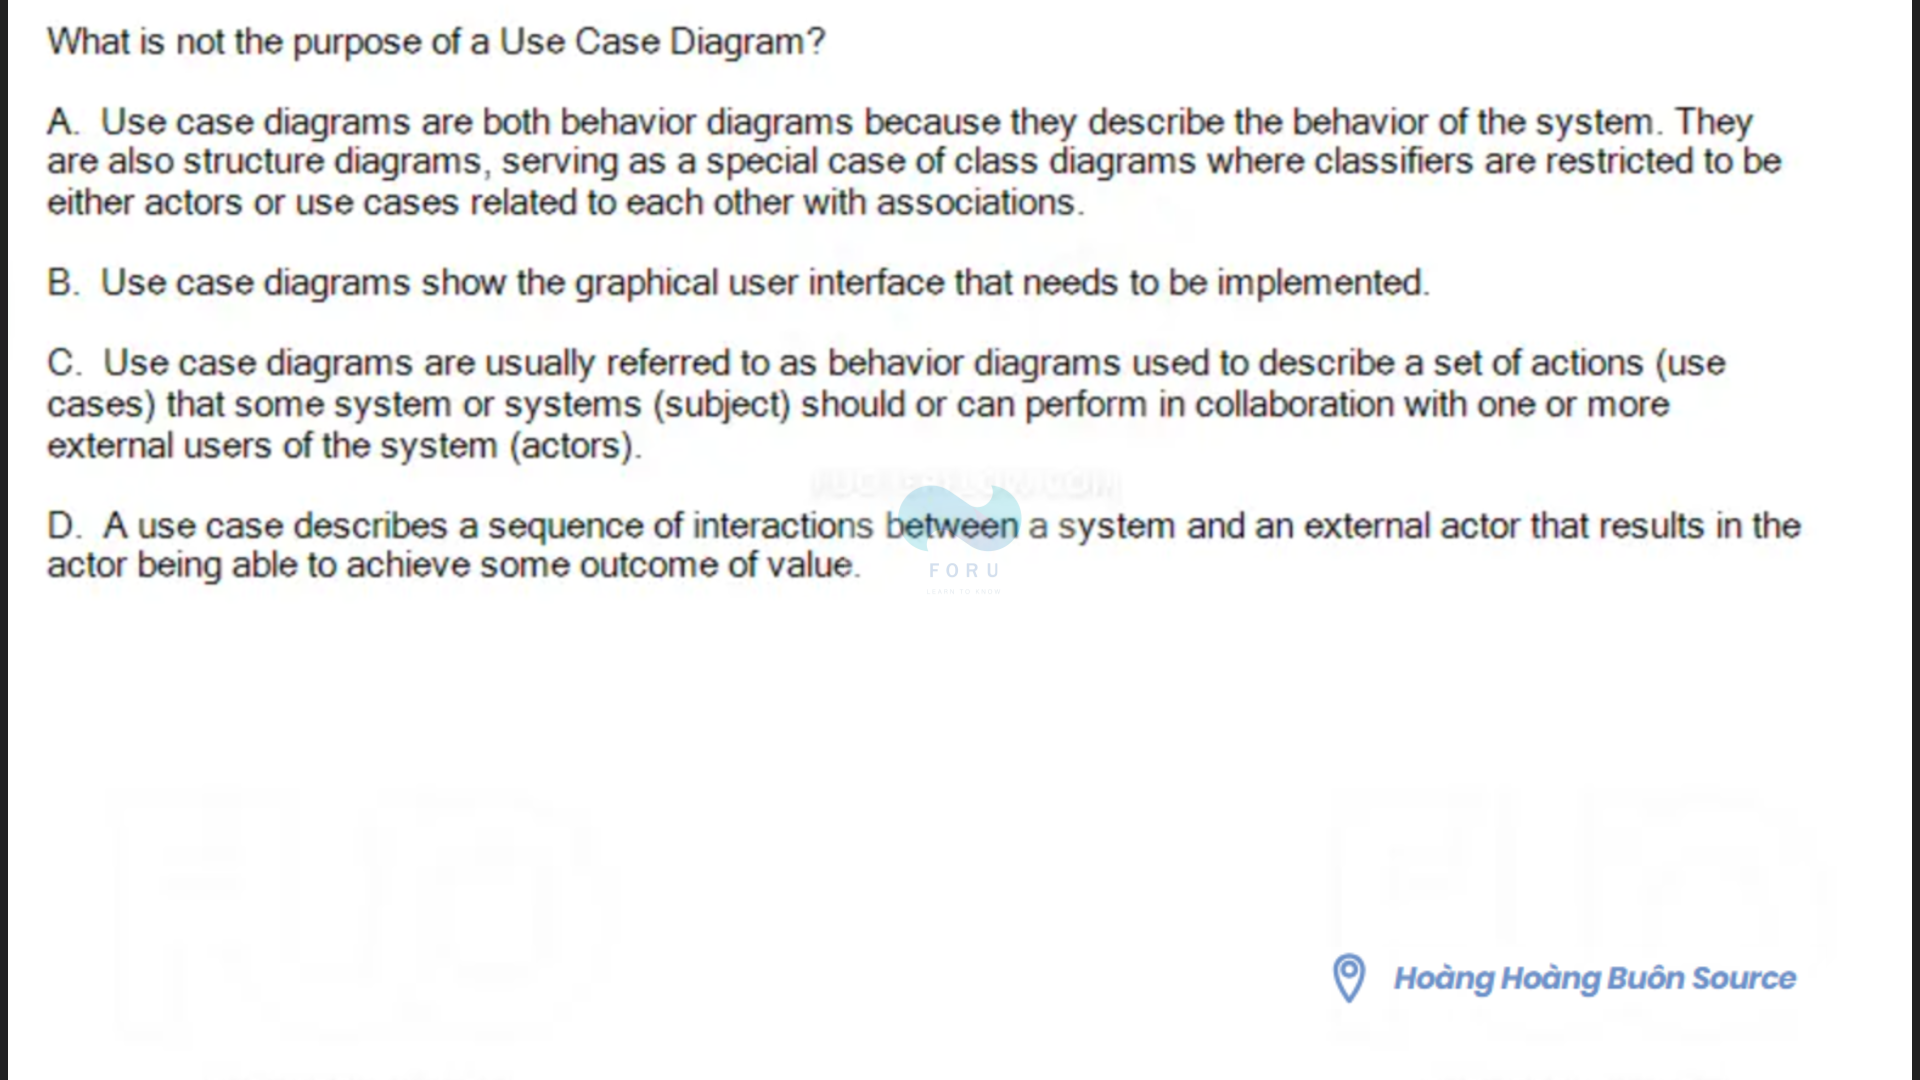 What is not the purpose of a Use Case Diagram?
A. Use case diagrams are both behavior diagrams because they describe the behavior of the system. They
are also structure diagrams, serving as a special case of class diagrams where classifiers are restricted to be
either actors or use cases related to each other with associations.
B. Use case diagrams show the graphical user interface that needs to be implemented.
C. Use case diagrams are usually referred to as behavior diagrams used to describe a set of actions (use
cases) that some system or systems (subject) should or can perform in collaboration with one or more
external users of the system (actors).
D. A use case describes a sequence of interactions between a system and an external actor that results in the
actor being able to achieve some outcome of value.
FORU
LEARN TO KNOW
Hoàng Hoàng Buôn Source